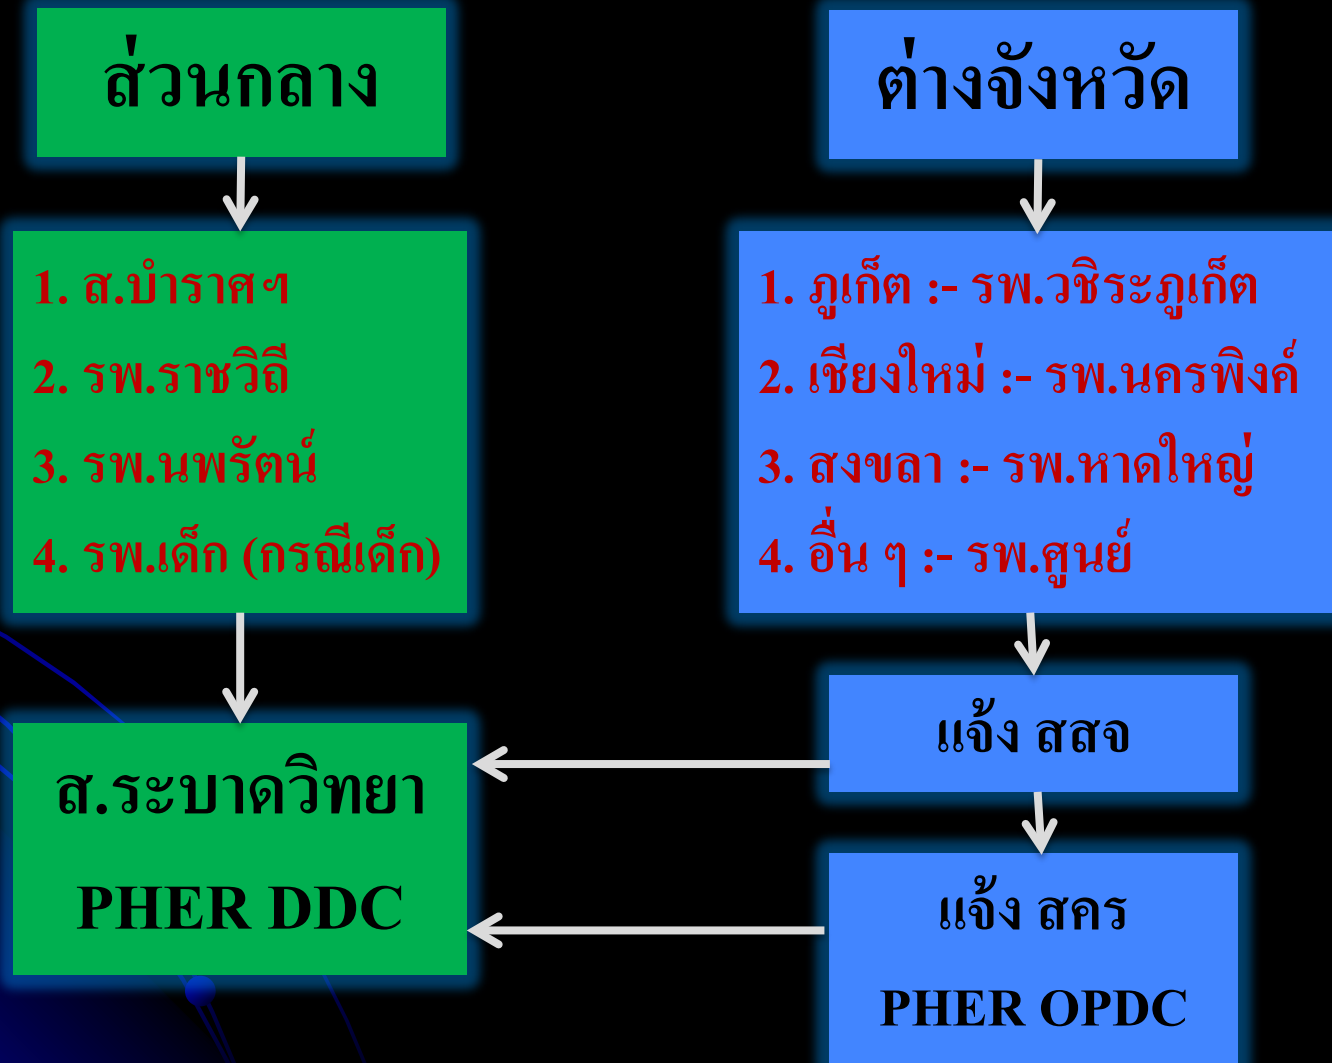 ส่วนกลาง
1. ส.บำราศฯ
2. รพ.ราชวิถี
3. รพ.นพรัตน์
4. รพ.เด็ก (กรณีเด็ก)
ส.ระบาดวิทยา
PHER DDC
ต่างจังหวัด
1. ภูเก็ต :- รพ.วชิระภูเก็ต
2. เชียงใหม่ :- รพ.นครพิงค์
3. สงขลา :- รพ.หาดใหญ่
4. อื่น ๆ :- รพ.ศูนย์
แจ้ง สสจ
แจ้ง สคร
PHER OPDC